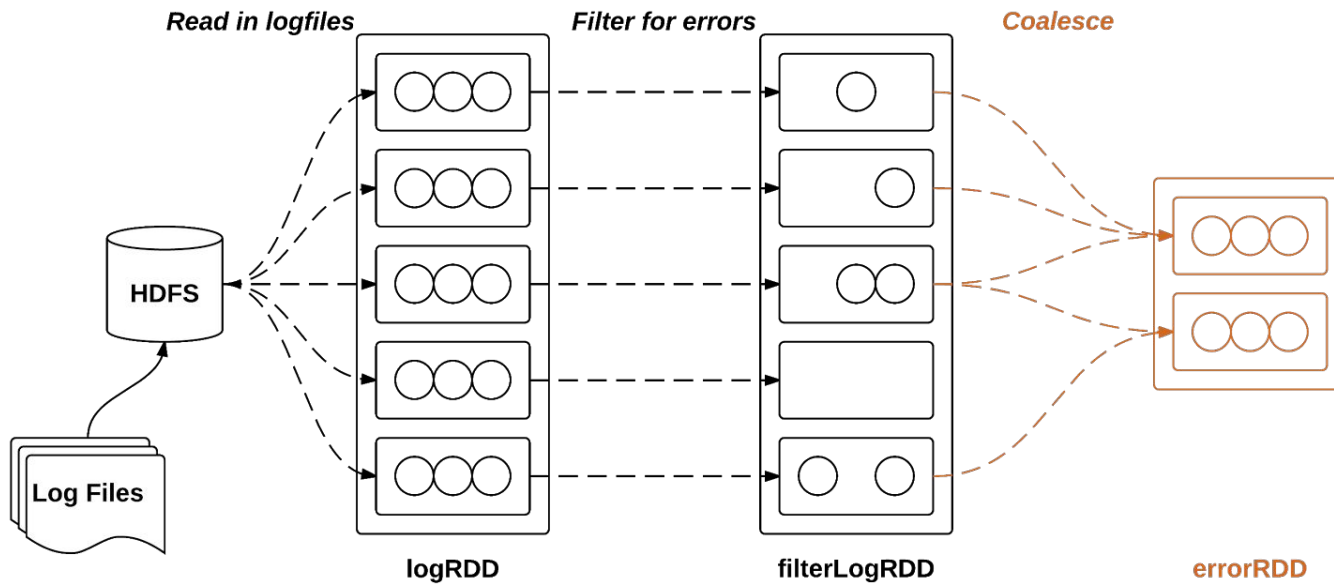 Read in logfiles
Filter for errors
Coalesce
HDFS
Log Files
logRDD
filterLogRDD
errorRDD